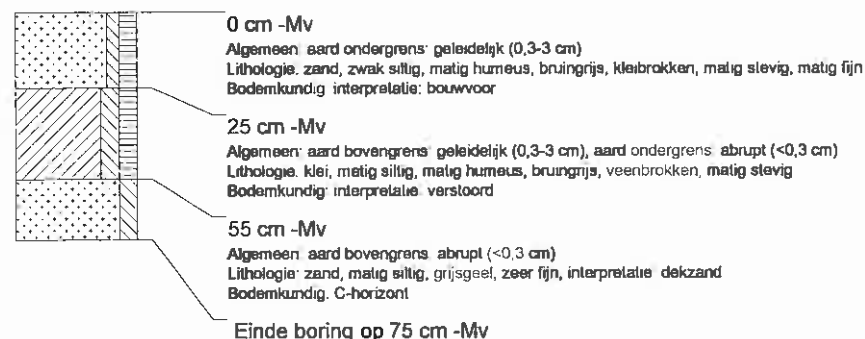 0 cm -Mv
Algemeen: aard ondergrens: geleidelijk (0,3-3 cm)
Lithologie: zand, zwak siltig, matig humeus, bruingrijs, kleibrokken, matig stevig, matig fijn
Bodemkundig interpretatie: bouwvoor
25 cm -Mv
Algemeen: aard bovengrens: geleidelijk (0,3-3 cm), aard ondergrens: abrupt (<0,3 cm)
Lithologie: klei, matig siltig, matig humeus, bruingrijs, veenbrokken, matig stevig
Bodemkundig: interpretatie: verstoord
55 cm -Mv
Algemeen: aard bovengrens: abrupt (<0,3 cm)
Lithologie: zand, matig siltig, grijsgeel, zeer fijn, interpretatie: dekzand
Bodemkundig: C-horizont
Einde boring op 75 cm -Mv